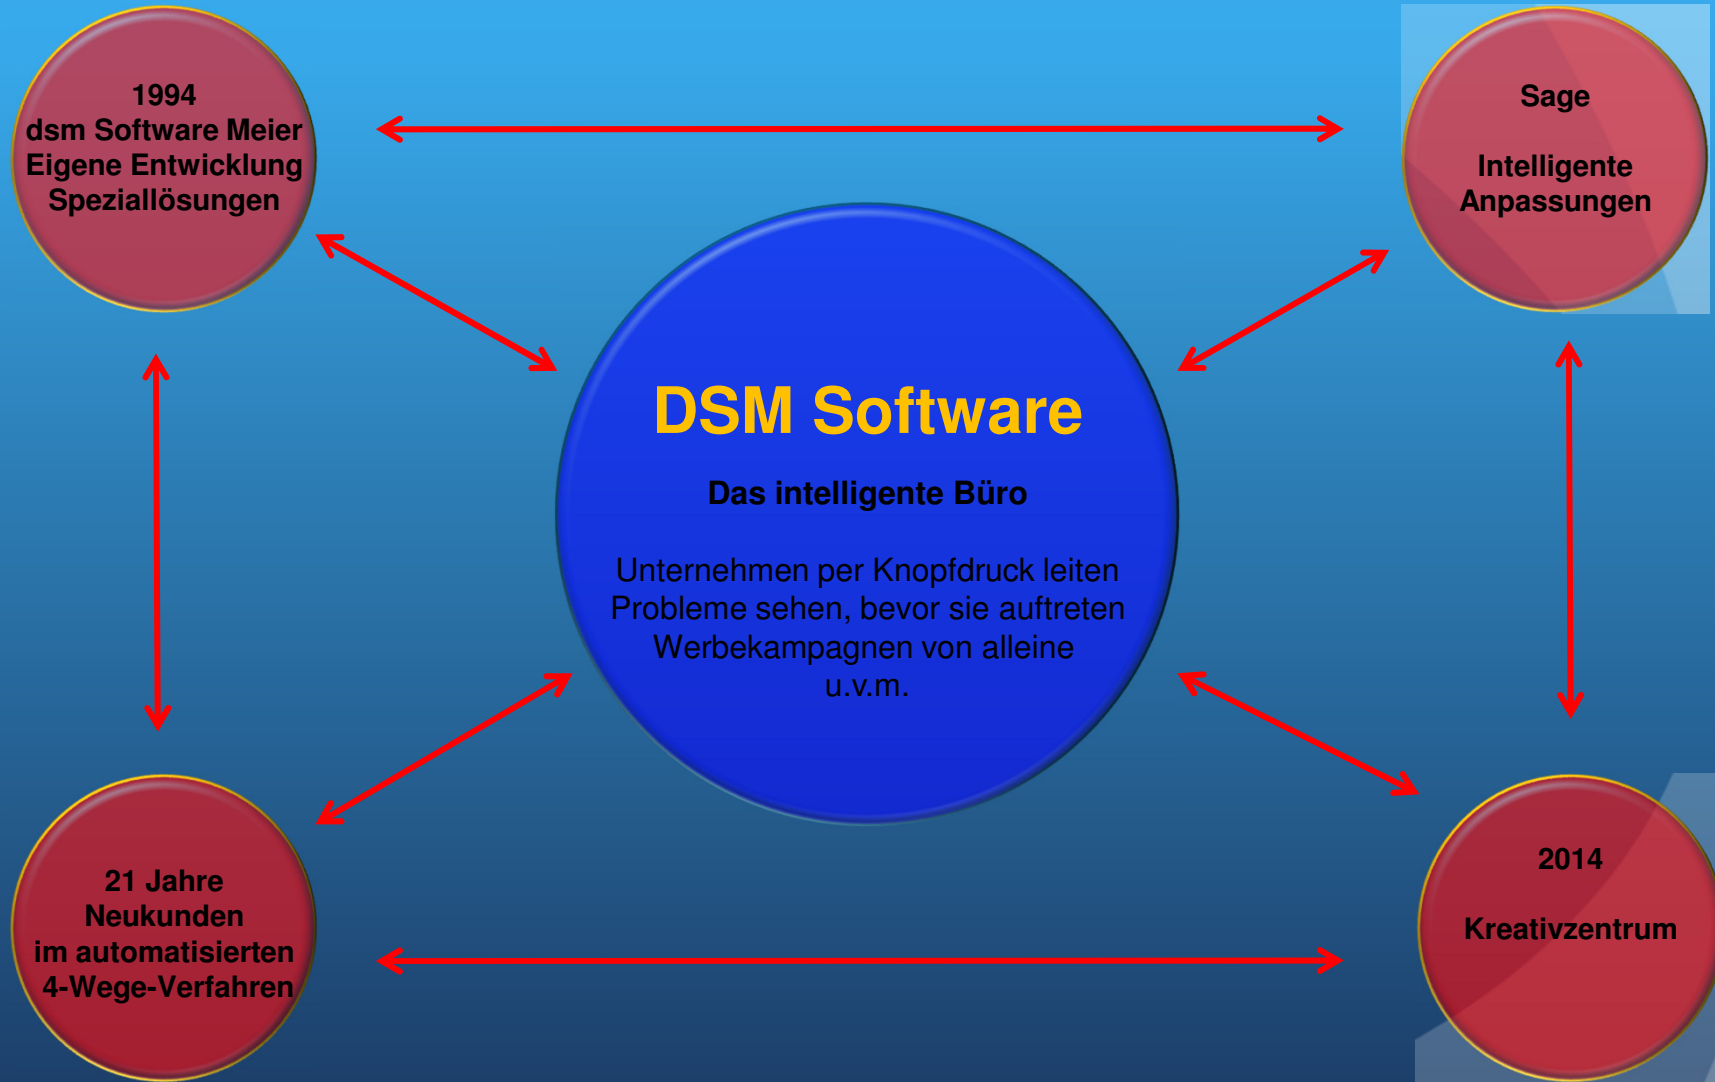 1994
dsm Software Meier
Eigene Entwicklung
Speziallösungen
Sage
Intelligente
Anpassungen
DSM Software
Das intelligente Büro
Unternehmen per Knopfdruck leiten
Probleme sehen, bevor sie auftreten
Werbekampagnen von alleine
u.v.m.
21 Jahre
Neukunden
im automatisierten
4-Wege-Verfahren
2014
Kreativzentrum